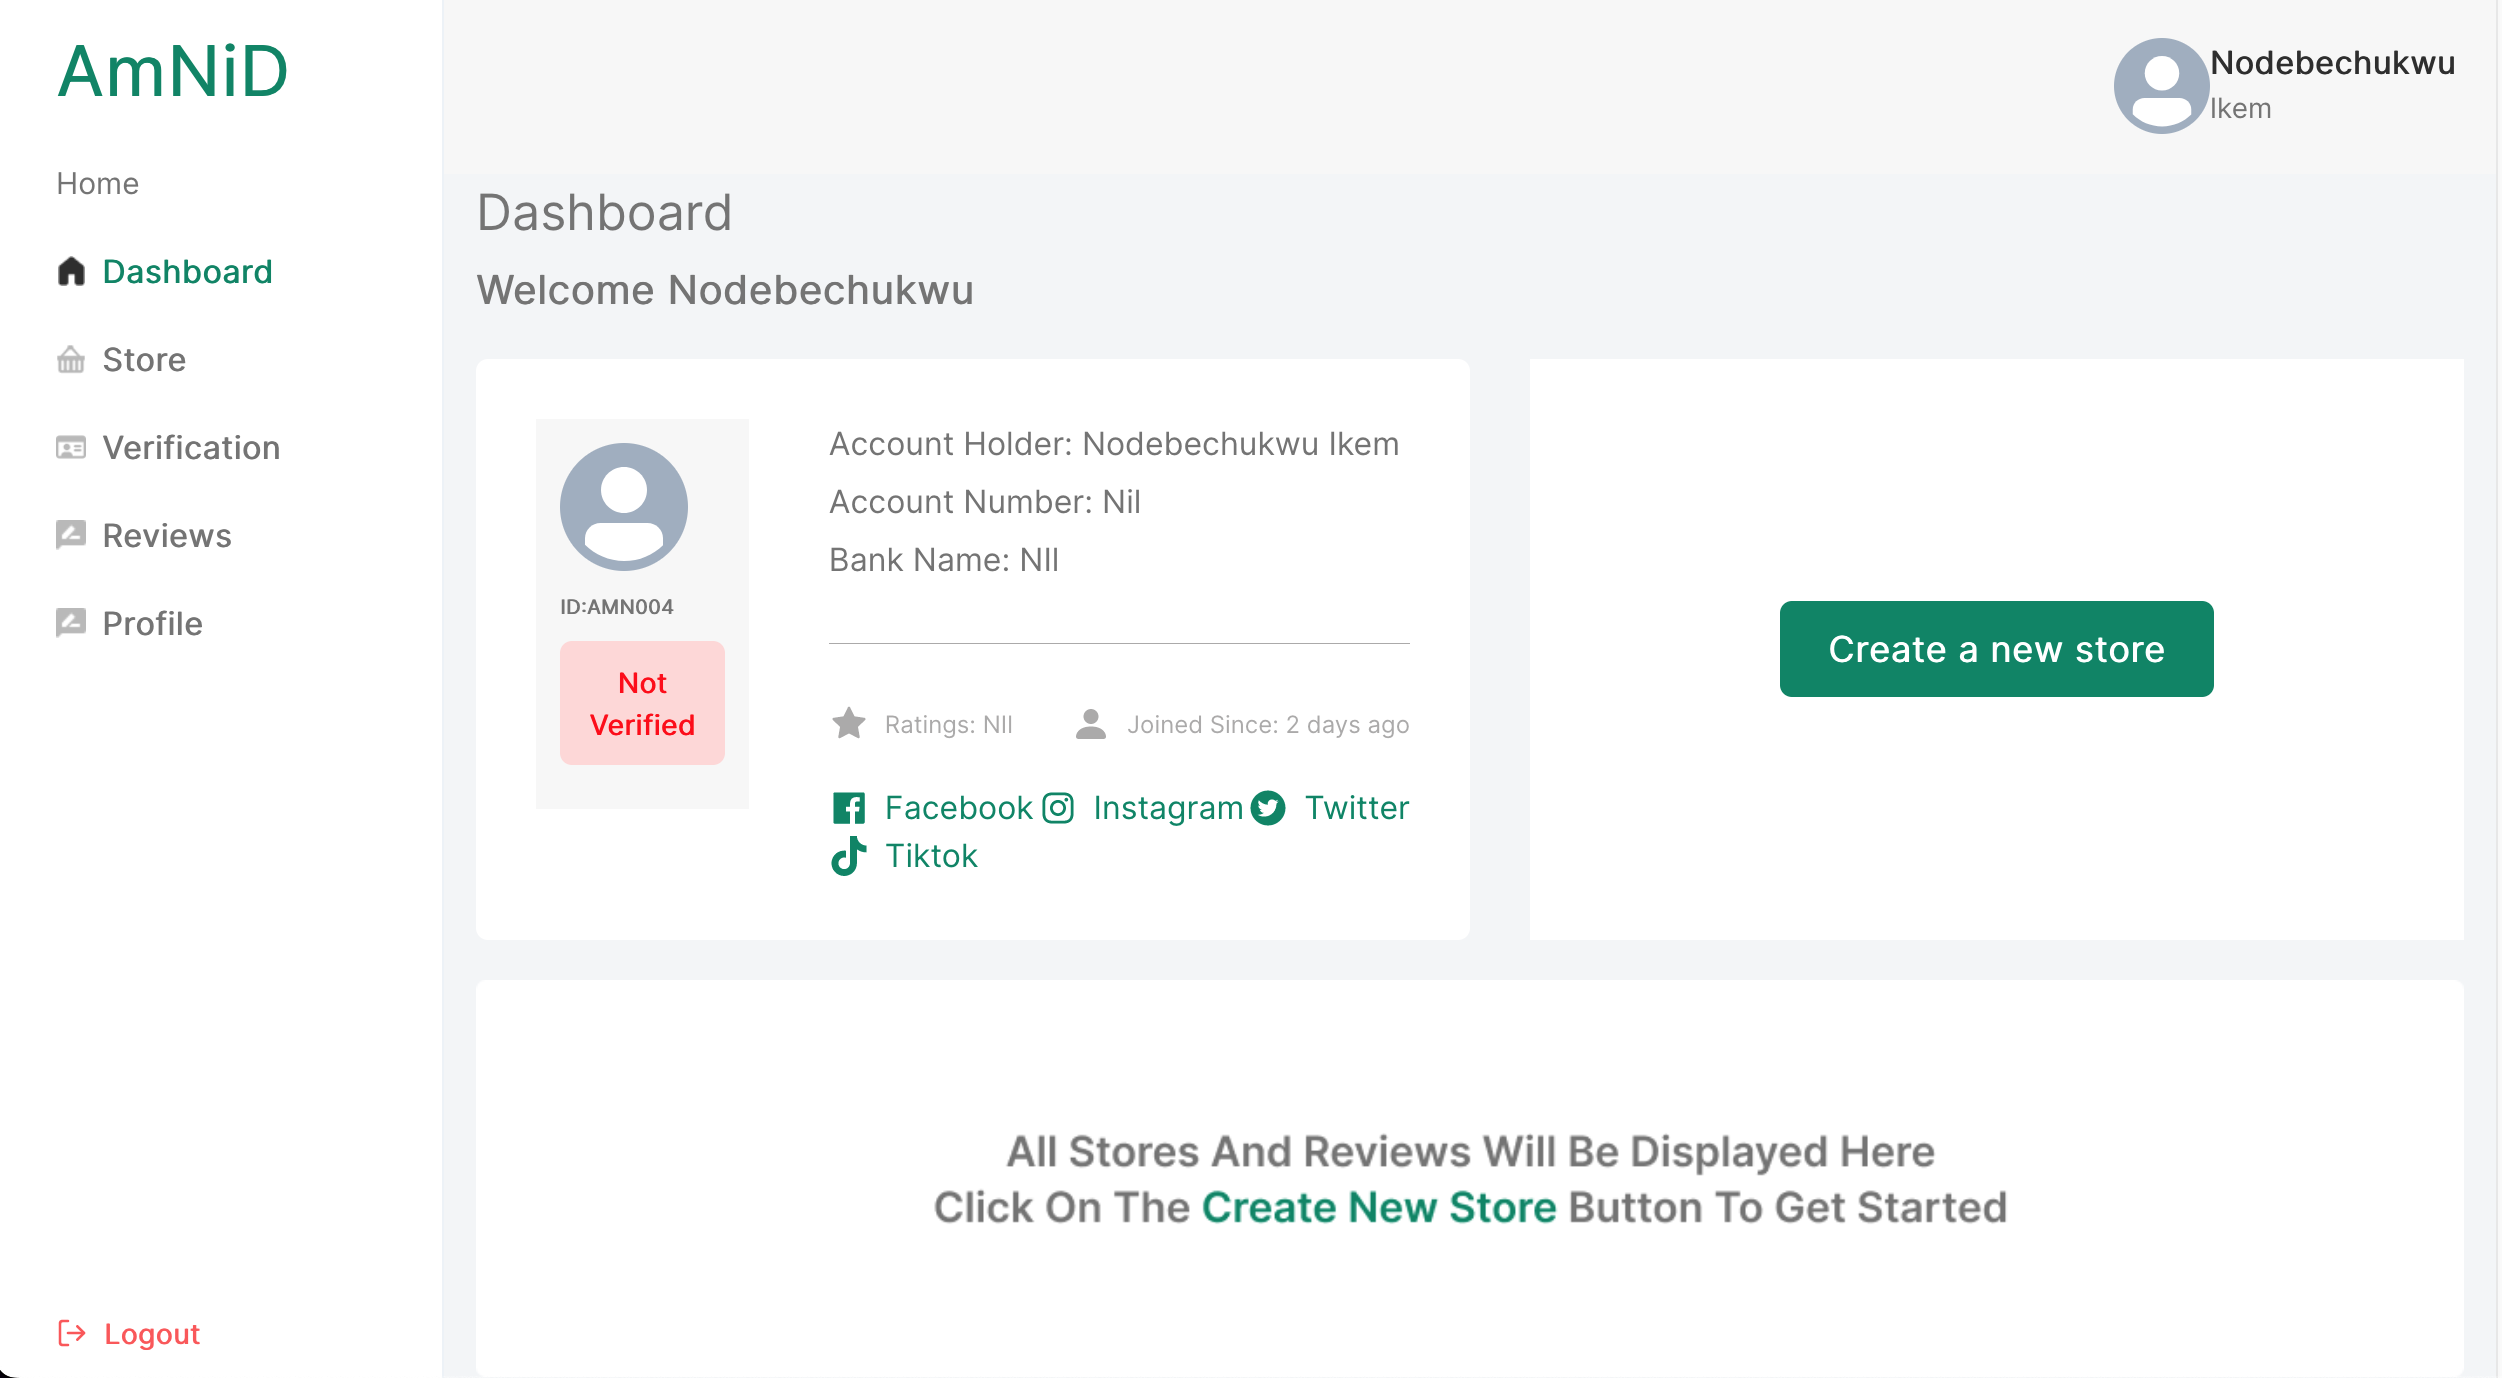 AmNiD
Home
Dashboard
Store
Verification
Reviews
Profile
Logout
Nodebechukwu
Ikem
Dashboard
Welcome Nodebechukwu
ID:AMN004
Not
Verified
Account Holder: Nodebechukwu Ikem
Account Number: Nil
Bank Name: NIl
Ratings: NIl
Joined Since: 2 days ago
Facebook Instagram Twitter
Tiktok
Create a new store
All Stores And Reviews Will Be Displayed Here
Click On The Create New Store Button To Get Started